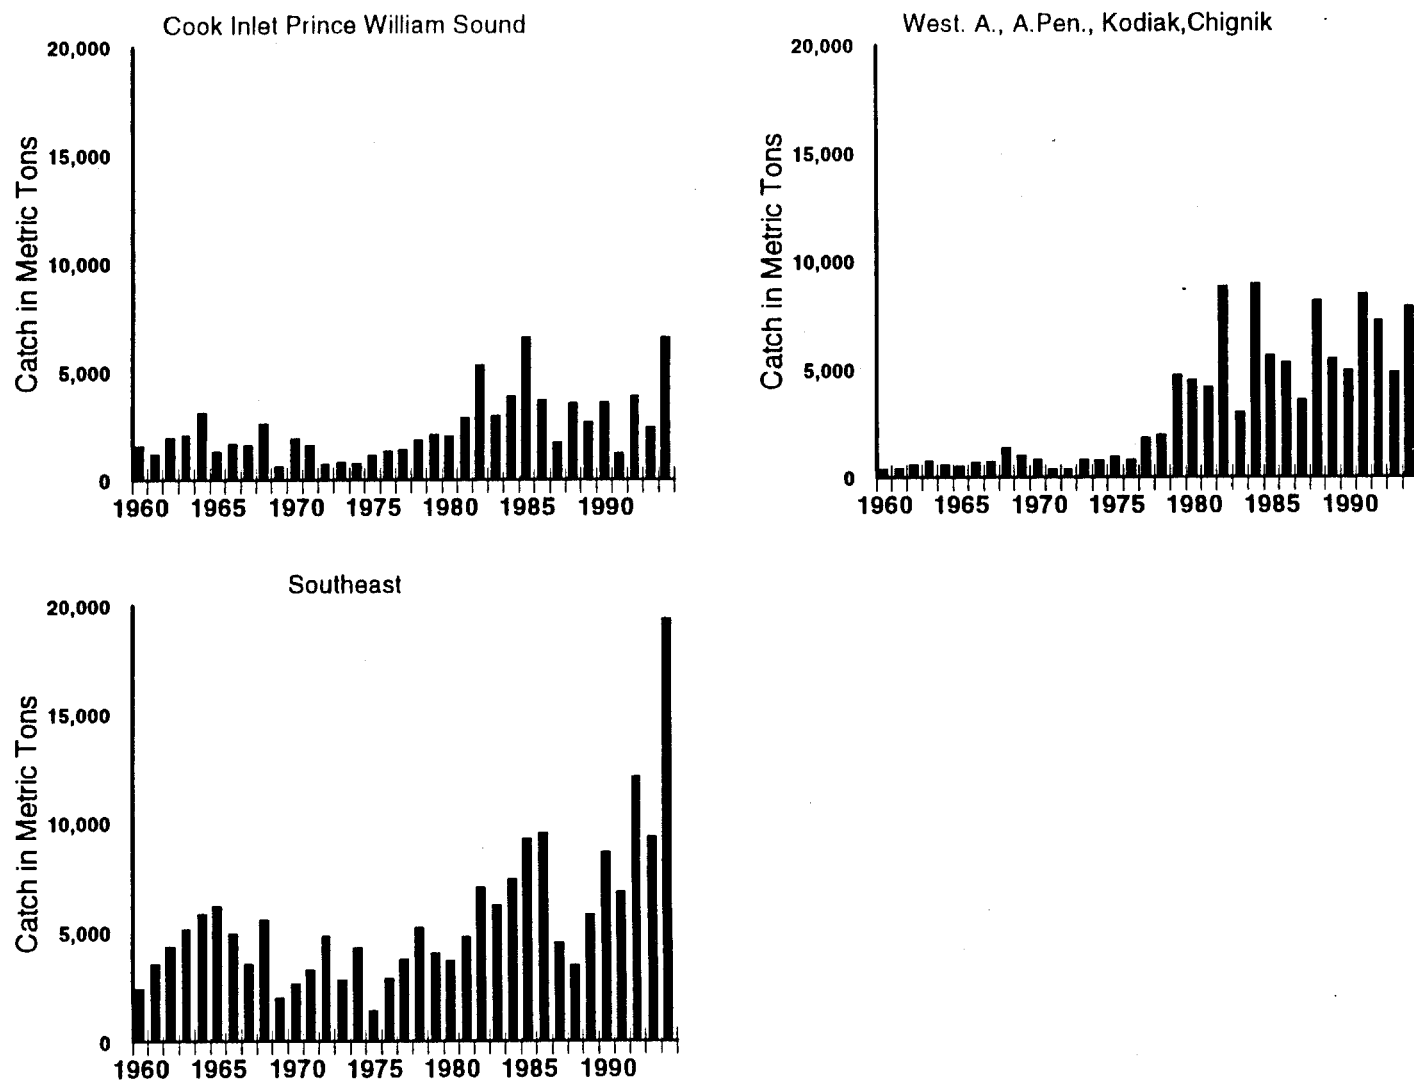 Cook Inlet Prince William Sound
20,000
15,000
10,000
5,000
0
Catch in Metric Tons
1960 1965 1970 1975 1980 1985 1990
West. A., A.Pen., Kodiak,Chignik
20,000
15,000
10,000
5,000
0
Catch in Metric Tons
1960 1965 1970 1975 1980 1985 1990
Southeast
20,000
15,000
10,000
5,000
0
Catch in Metric Tons
1960 1965 1970 1975 1980 1985 1990